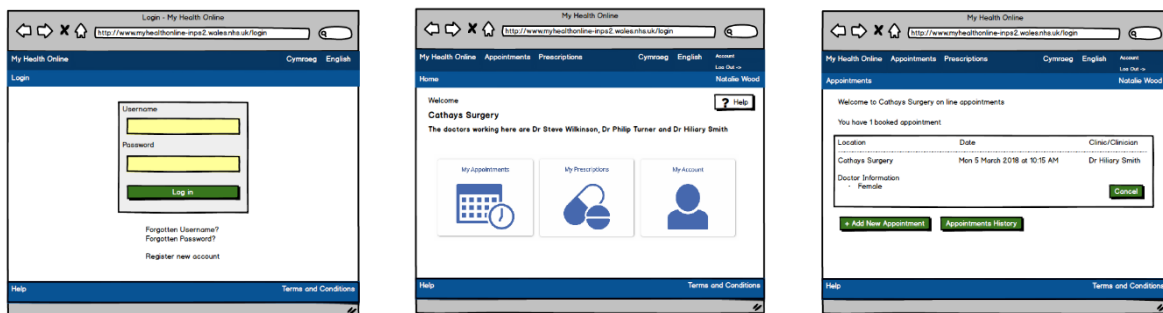 Login - My Health Online
http://www.myhealthonline-inps2.wales.nhs.uk/login
My Health Online Cymraeg English
Login
Username
Password
Log in
Forgotten Username?
Forgotten Password?
Register new account
Help Terms and Conditions
My Health Online
http://www.myhealthonline-inps2.wales.nhs.uk/login
My Health Online Appointments Prescriptions Cymraeg English Account
Log Out ->
Home Natalie Wood
Welcome
? Help
Cathays Surgery
The doctors working here are Dr Steve Wilkinson, Dr Philip Turner and Dr Hiliary Smith
My Appointments My Prescriptions My Account
Help Terms and Conditions
My Health Online
http://www.myhealthonline-inps2.wales.nhs.uk/login
My Health Online Appointments Prescriptions Cymraeg English Account
Log Out ->
Appointments Natalie Wood
Welcome to Cathays Surgery on line appointments
You have 1 booked appointment
Location Date Clinic/Clinician
Cathays Surgery Mon 5 March 2018 at 10:15 AM Dr Hiliary Smith
Doctor Information
- Female
Cancel
+ Add New Appointment Appointments History
Help Terms and Conditions